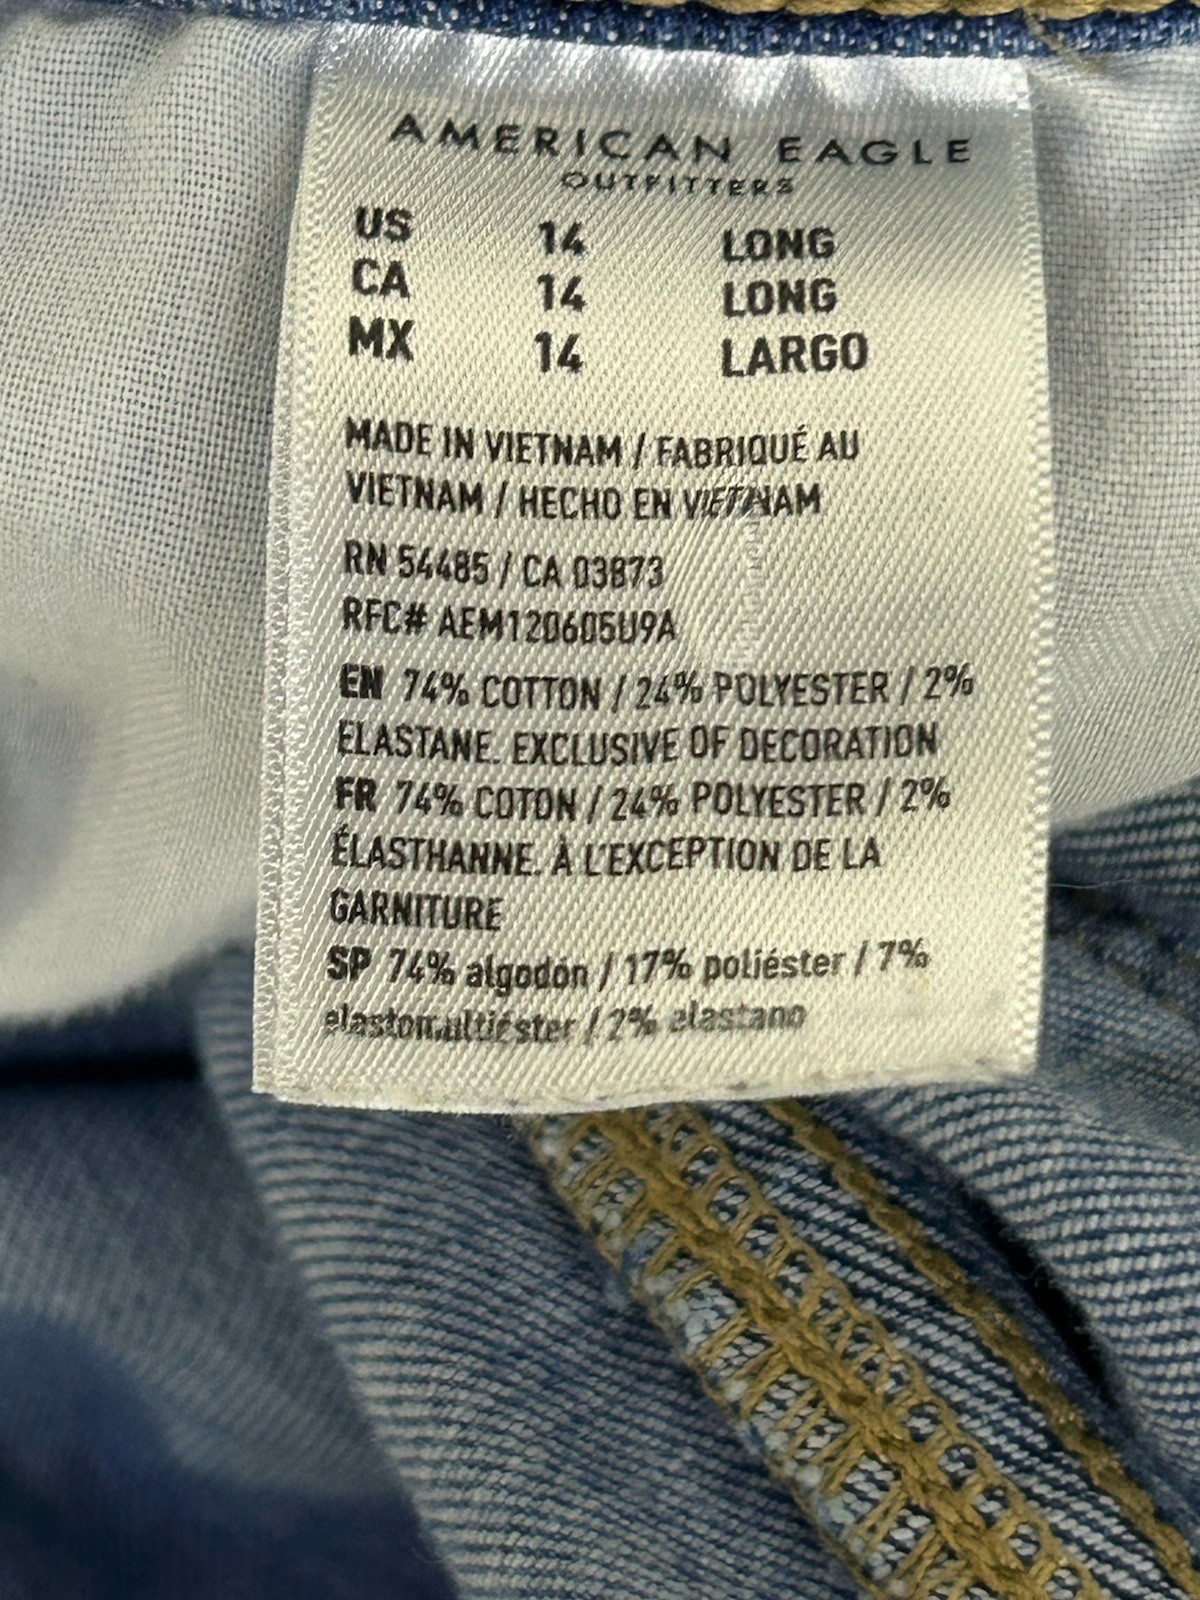 AMERICAN EAGLE
OUTFITTERS
US 14 LONG
CA 14 LONG
MX 14 LARGO
MADE IN VIETNAM / FABRIQUÉ AU
VIETNAM / HECHO EN VIETNAM
RN 54485 / CA 03873
RFC# AEM120605U9A
EN 74% COTTON / 24% POLYESTER / 2%
ELASTANE. EXCLUSIVE OF DECORATION
FR 74% COTON / 24% POLYESTER / 2%
ÉLASTHANNE. À L'EXCEPTION DE LA
GARNITURE
SP 74% algodón / 17% poliéster / 7%
elastomultiéster / 2% elastano